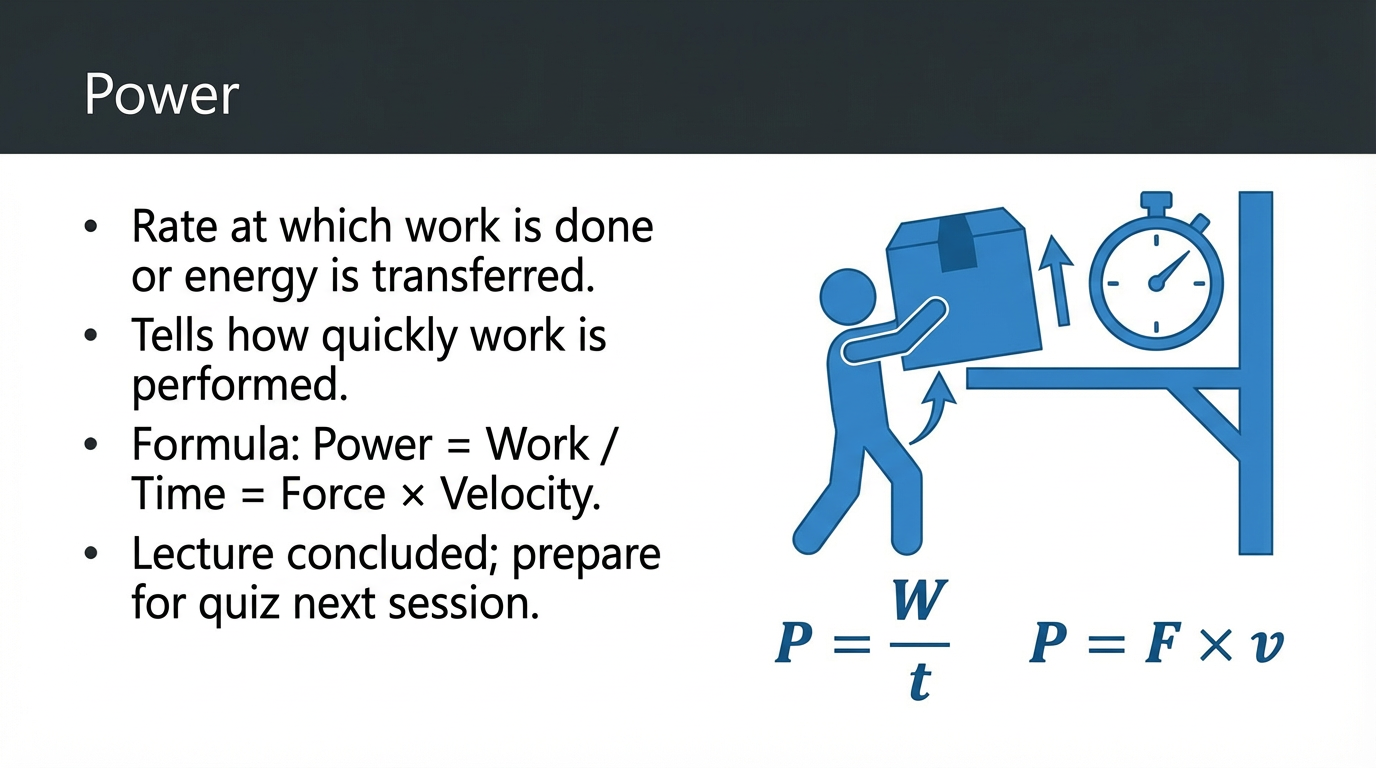 Power
• Rate at which work is done
or energy is transferred.
• Tells how quickly work is
performed.
• Formula: Power = Work /
Time = Force × Velocity.
• Lecture concluded; prepare
for quiz next session.
P = W/t
P = F × v